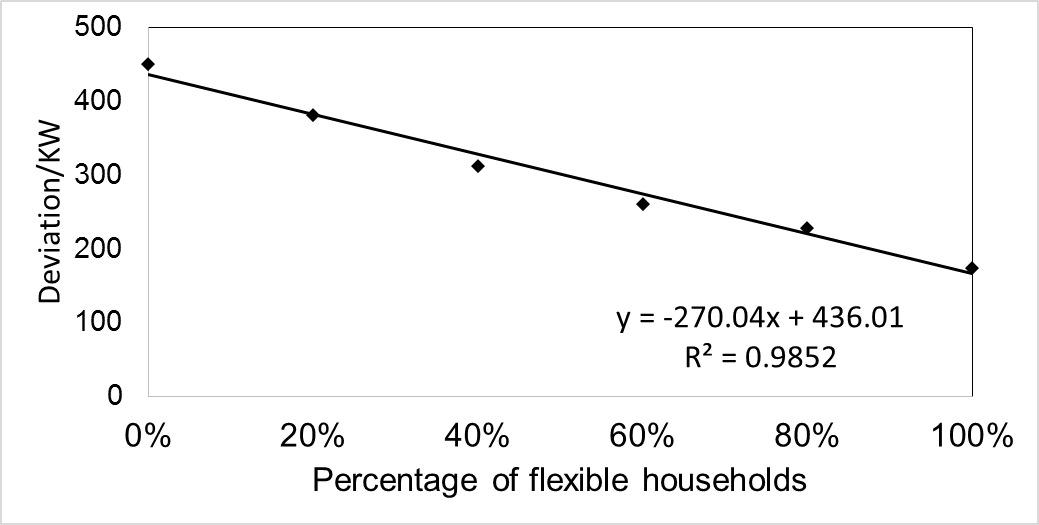 500
400
300
200
100
0
Deviation/KW
y = -270.04x + 436.01
R² = 0.9852
0% 20% 40% 60% 80% 100%
Percentage of flexible households